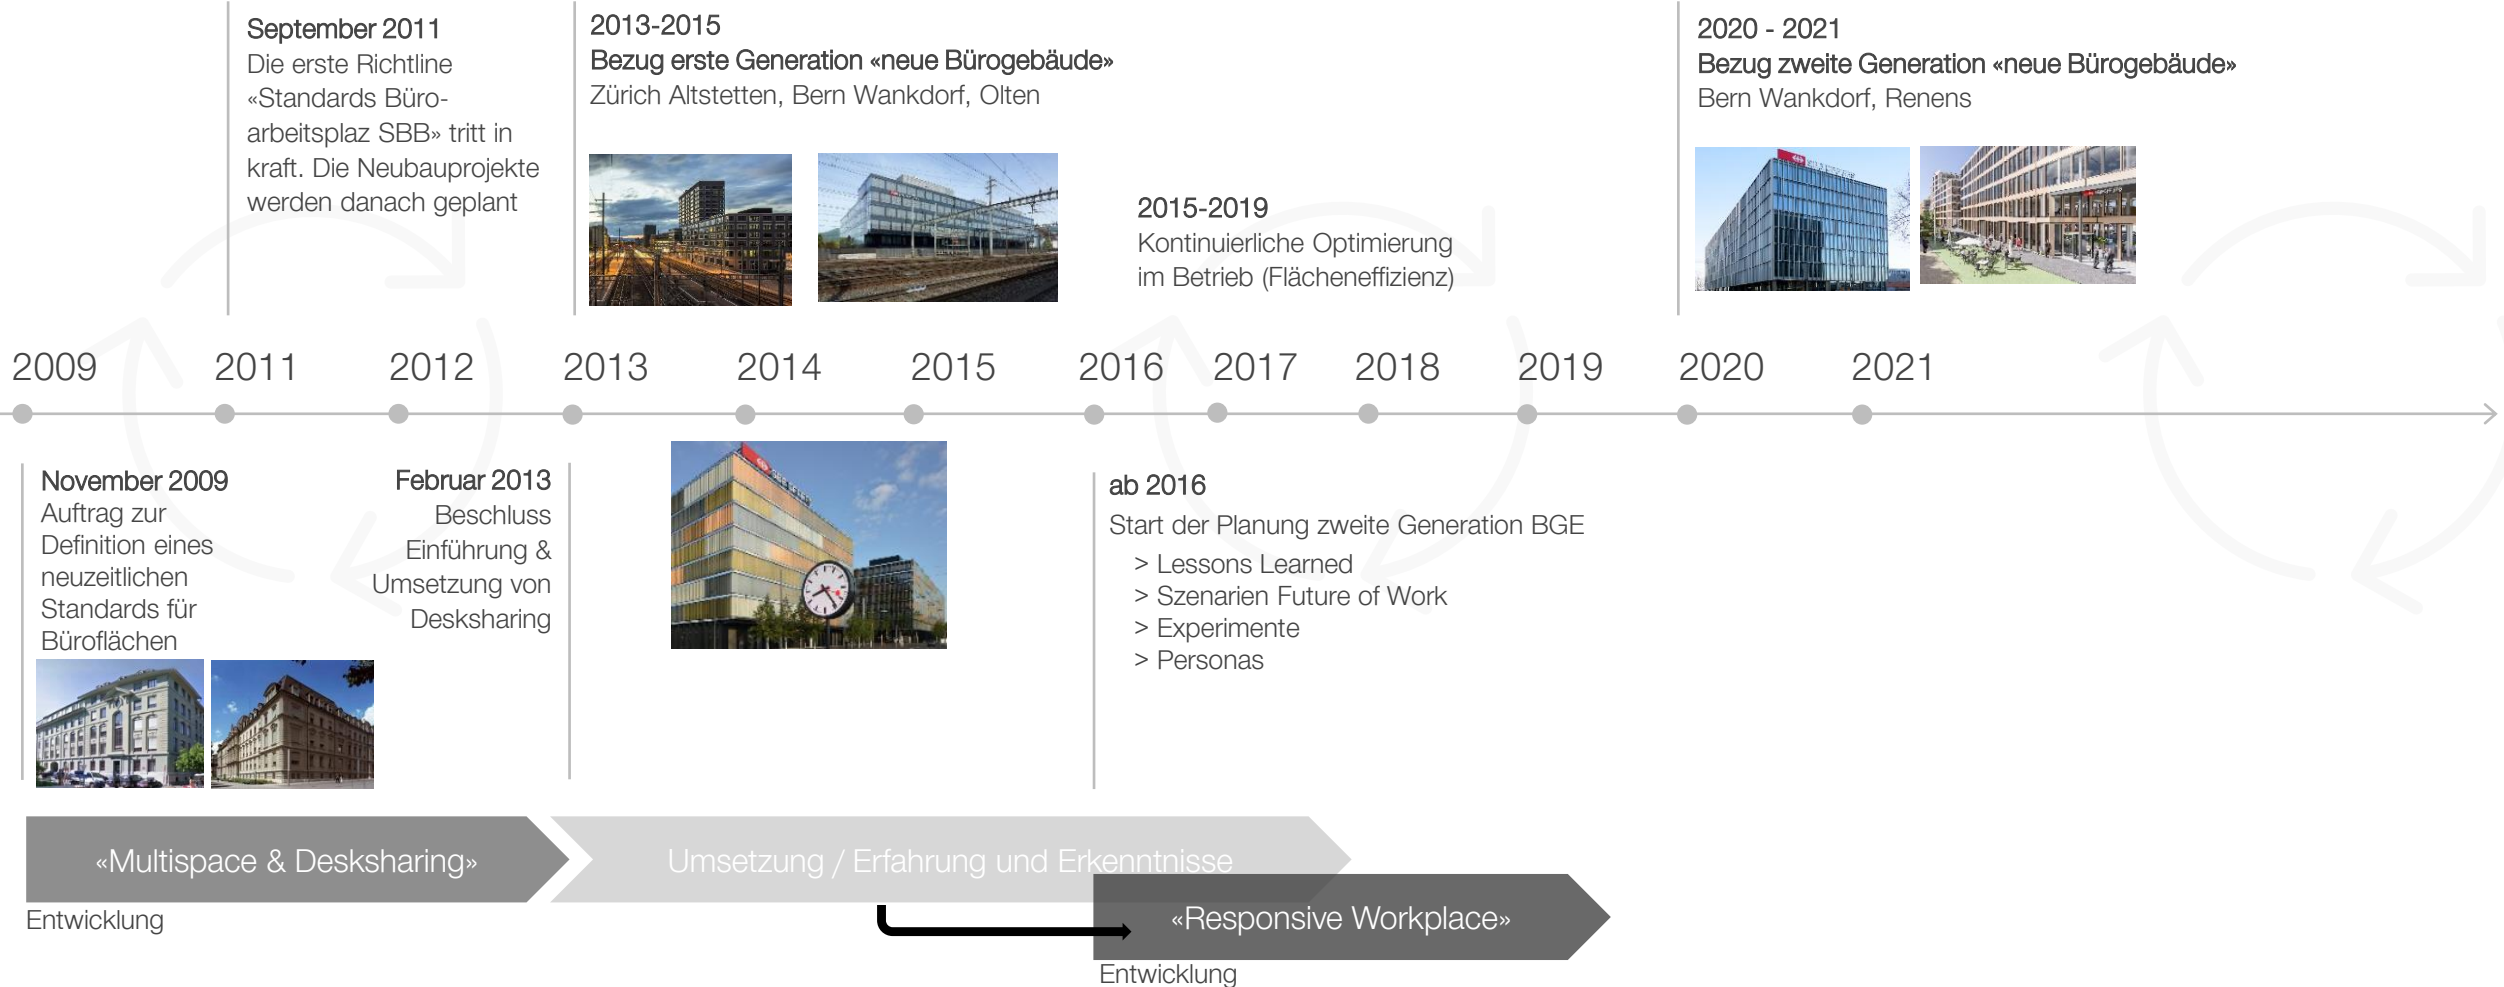 September 2011
Die erste Richtline
«Standards Büro-
arbeitsplaz SBB» tritt in
kraft. Die Neubauprojekte
werden danach geplant
2013-2015
Bezug erste Generation «neue Bürogebäude»
Zürich Altstetten, Bern Wankdorf, Olten
2015-2019
Kontinuierliche Optimierung
im Betrieb (Flächeneffizienz)
2020 - 2021
Bezug zweite Generation «neue Bürogebäude»
Bern Wankdorf, Renens
2009 2011 2012 2013 2014 2015 2016 2017 2018 2019 2020 2021
November 2009
Auftrag zur
Definition eines
neuzeitlichen
Standards für
Büroflächen
Februar 2013
Beschluss
Einführung &
Umsetzung von
Desksharing
ab 2016
Start der Planung zweite Generation BGE
> Lessons Learned
> Szenarien Future of Work
> Experimente
> Personas
«Multispace & Desksharing»
Umsetzung / Erfahrung und Erkenntnisse
«Responsive Workplace»
Entwicklung
Entwicklung